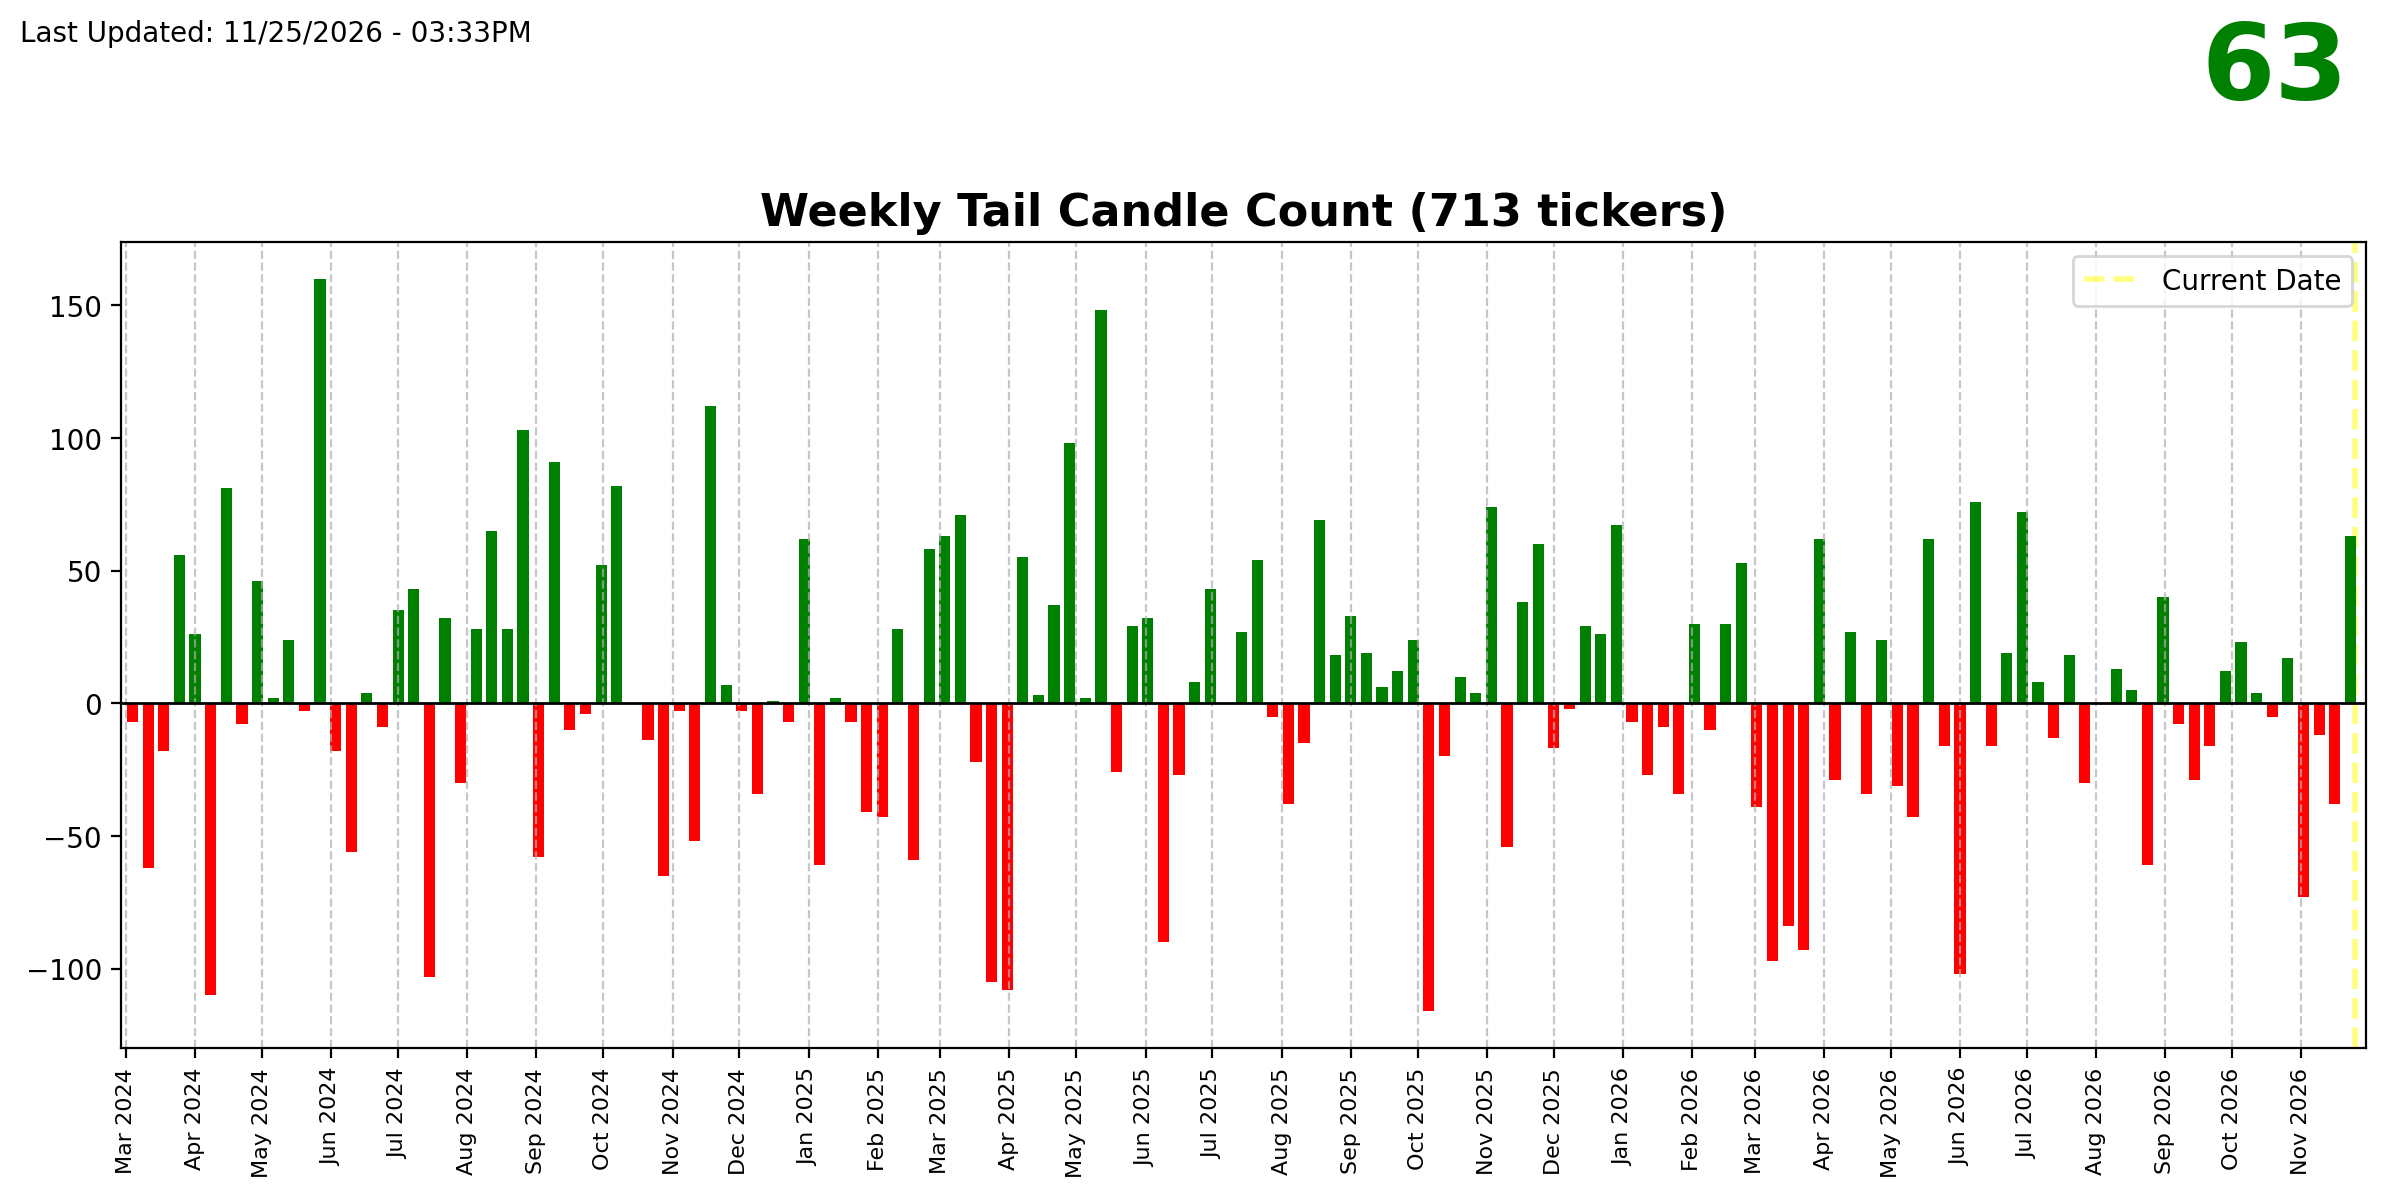 Last Updated: 11/25/2026 - 03:33PM
63
Weekly Tail Candle Count (713 tickers)
Current Date
150
100
50
0
−50
−100
Mar 2024
Apr 2024
May 2024
Jun 2024
Jul 2024
Aug 2024
Sep 2024
Oct 2024
Nov 2024
Dec 2024
Jan 2025
Feb 2025
Mar 2025
Apr 2025
May 2025
Jun 2025
Jul 2025
Aug 2025
Sep 2025
Oct 2025
Nov 2025
Dec 2025
Jan 2026
Feb 2026
Mar 2026
Apr 2026
May 2026
Jun 2026
Jul 2026
Aug 2026
Sep 2026
Oct 2026
Nov 2026